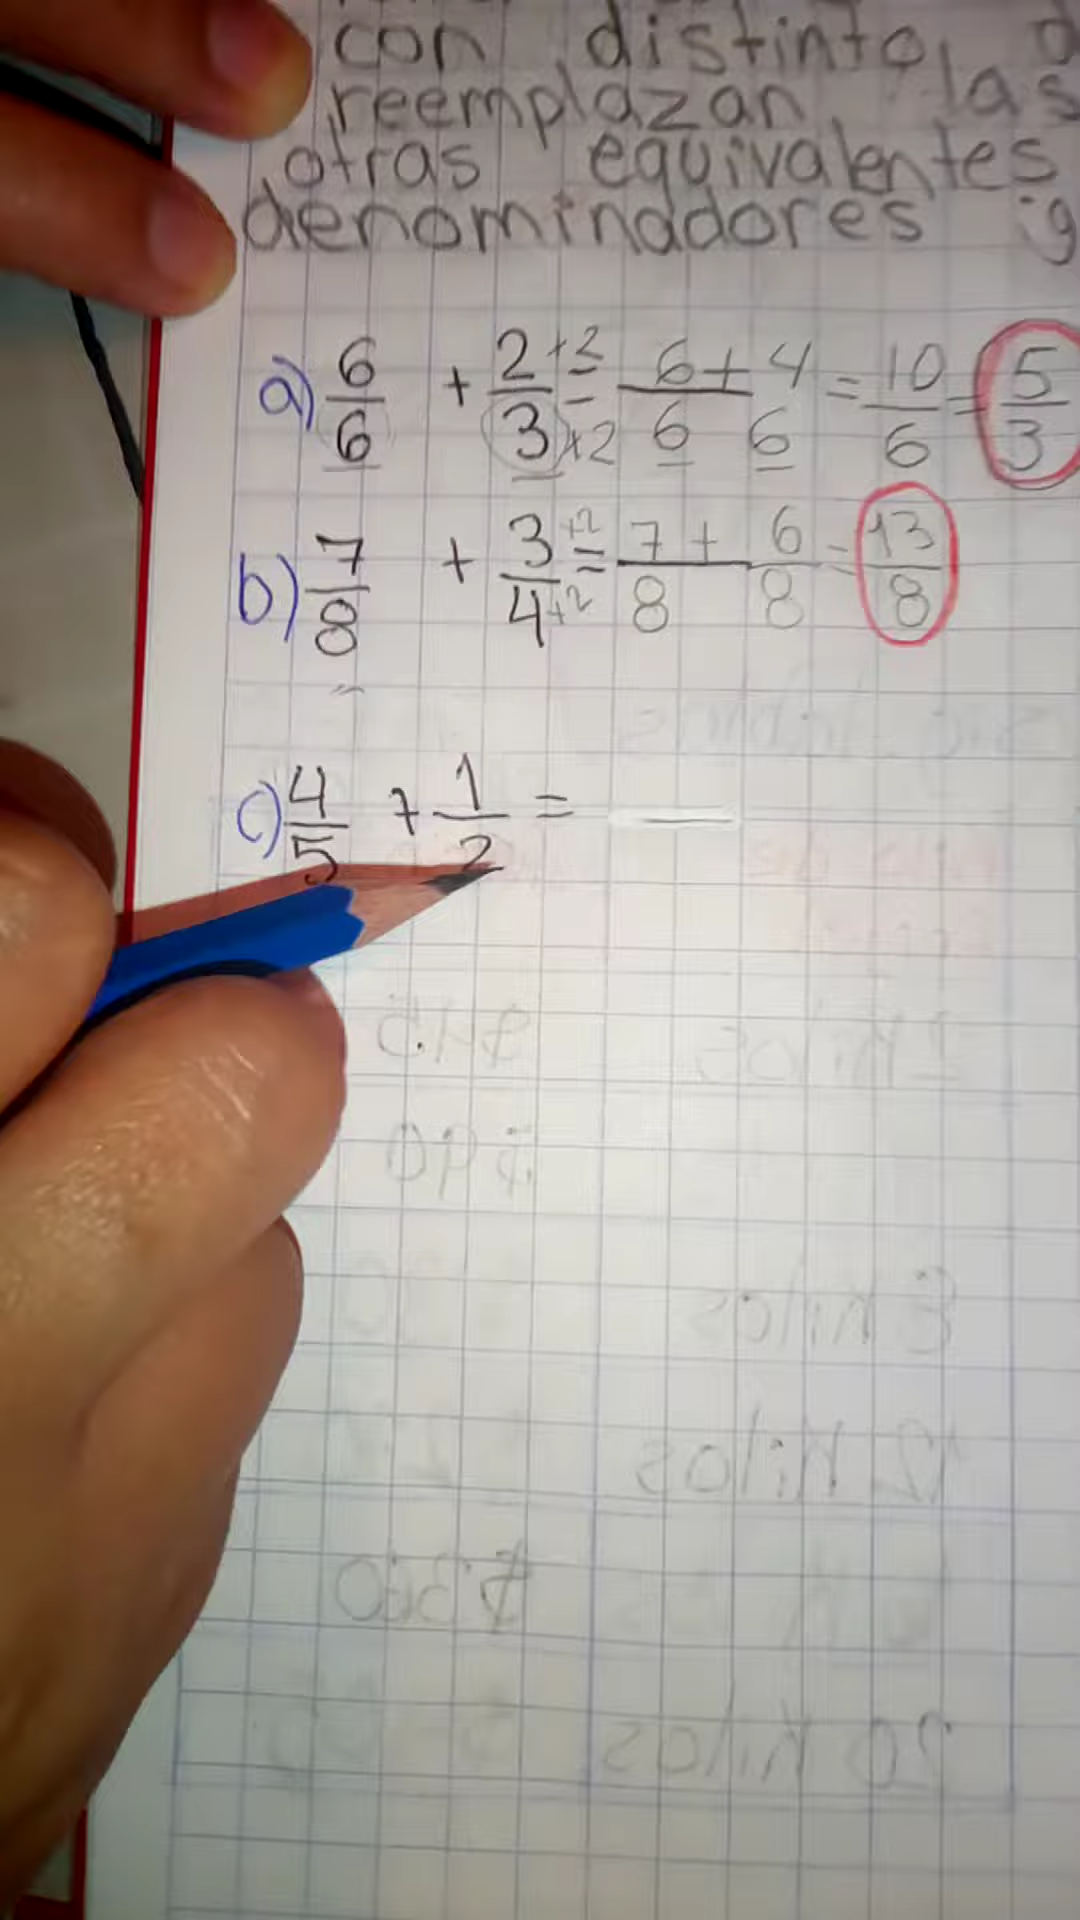 con distinto
reemplazan las
otras equivalentes
denominadores ig
a) 6/6 + 2×2/3×2 = 6+4/6 6 = 10/6 = 5/3
b) 7/8 + 3×2/4×2 = 7+6/8 8 = 13/8
c) 4/5 + 1/2 =